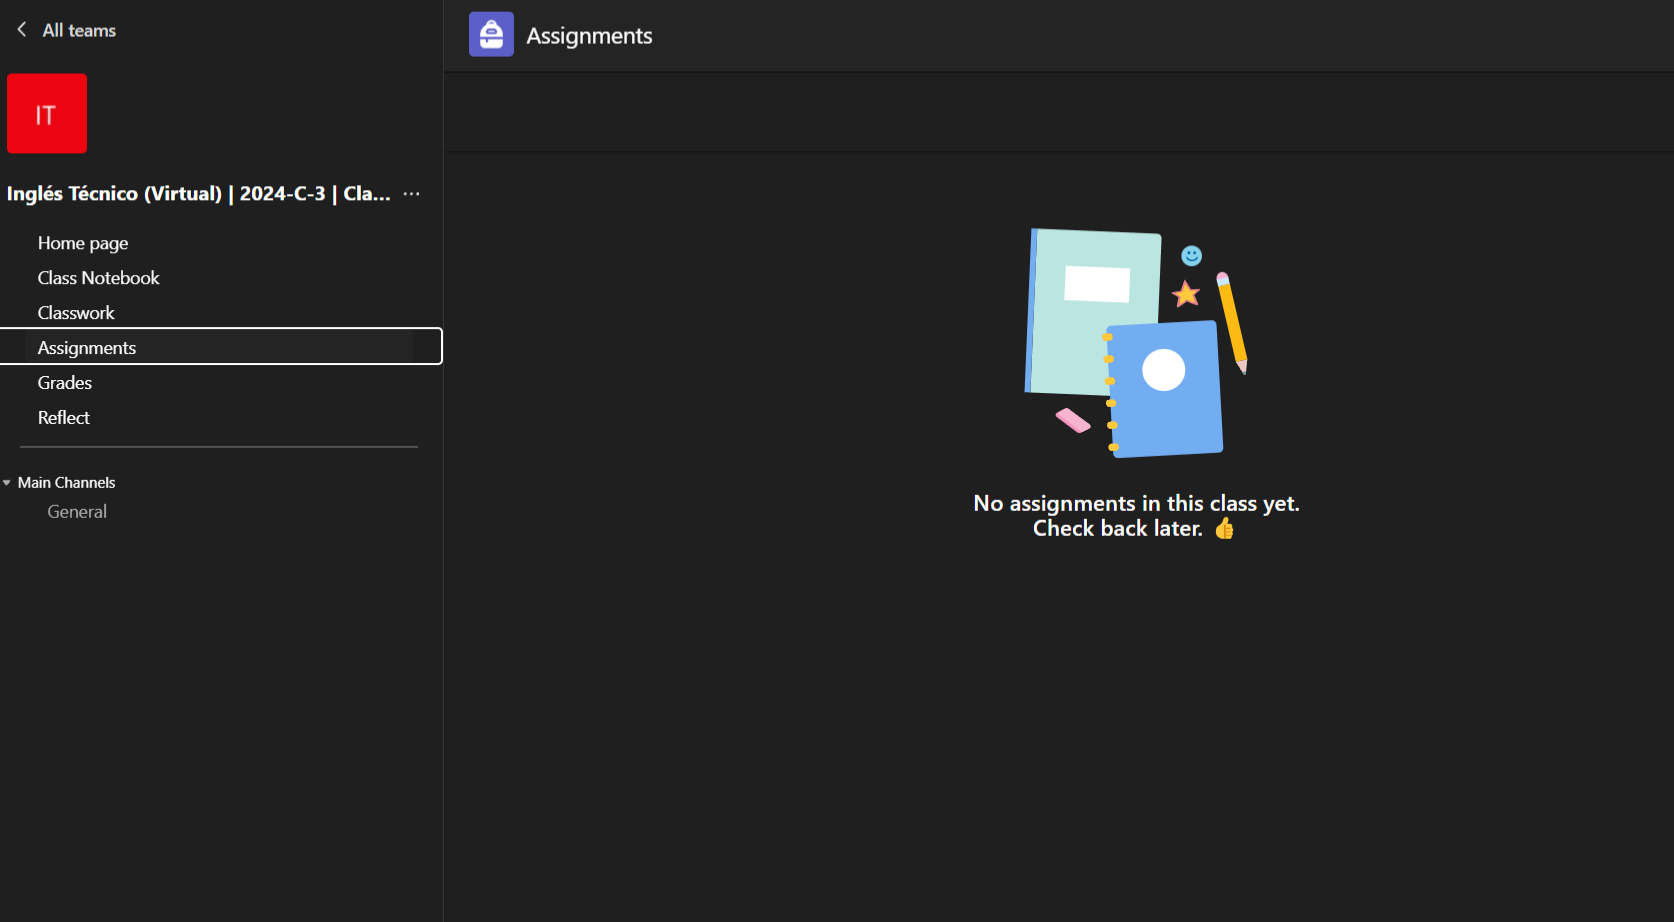 All teams
IT
Inglés Técnico (Virtual) | 2024-C-3 | Cla...
Home page
Class Notebook
Classwork
Assignments
Grades
Reflect
Main Channels
General
Assignments
No assignments in this class yet.
Check back later. 👍